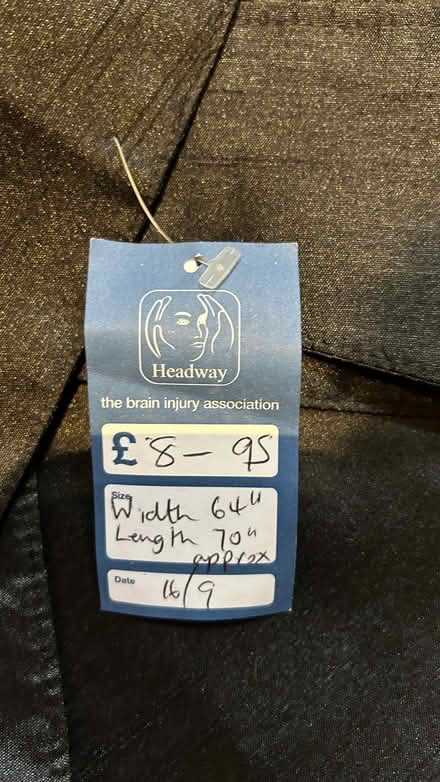 Headway
the brain injury association
£ 8 - 95
Size
Width 64"
Length 70"
approx
Date
16/9